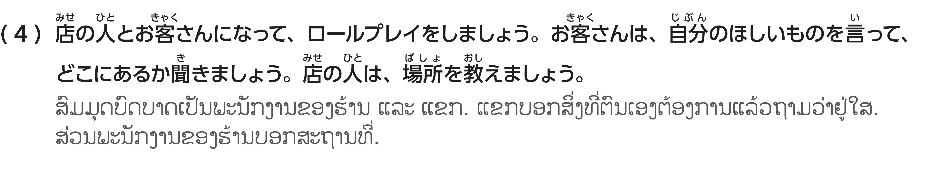 (4) 店の人とお客さんになって、ロールプレイをしましょう。お客さんは、自分のほしいものを言って、
どこにあるか聞きましょう。店の人は、場所を教えましょう。
ສົມມຸດບົດບາດເປັນພະນັກງານຂອງຮ້ານ ແລະ ແຂກ. ແຂກບອກສິ່ງທີ່ຕົນເອງຕ້ອງການແລ້ວຖາມວ່າຢູ່ໃສ.
ສ່ວນພະນັກງານຂອງຮ້ານບອກສະຖານທີ່.